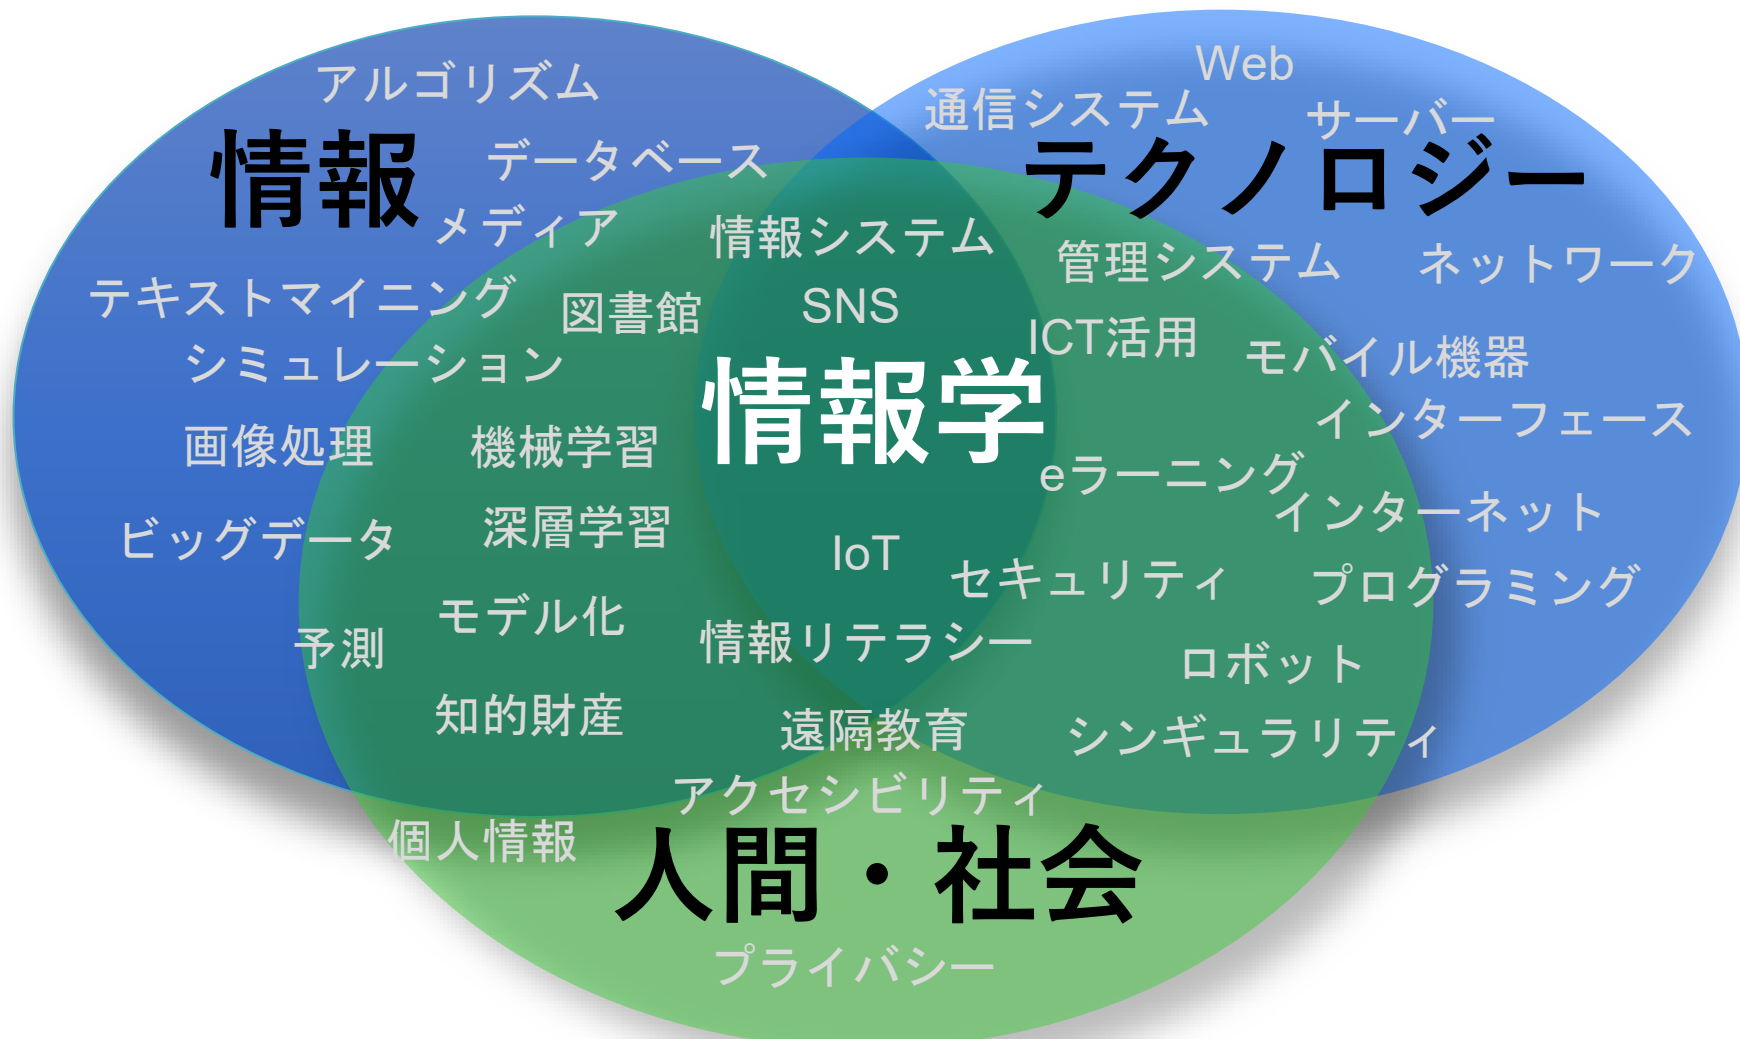 Web
アルゴリズム
通信システム
サーバー
情報
データベース
テクノロジー
メディア
情報システム
管理システム
ネットワーク
テキストマイニング
図書館
SNS
ICT活用
モバイル機器
シミュレーション
情報学
インターフェース
画像処理
機械学習
eラーニング
インターネット
ビッグデータ
深層学習
IoT
セキュリティ
プログラミング
モデル化
予測
情報リテラシー
ロボット
知的財産
遠隔教育
シンギュラリティ
アクセシビリティ
個人情報
人間・社会
プライバシー